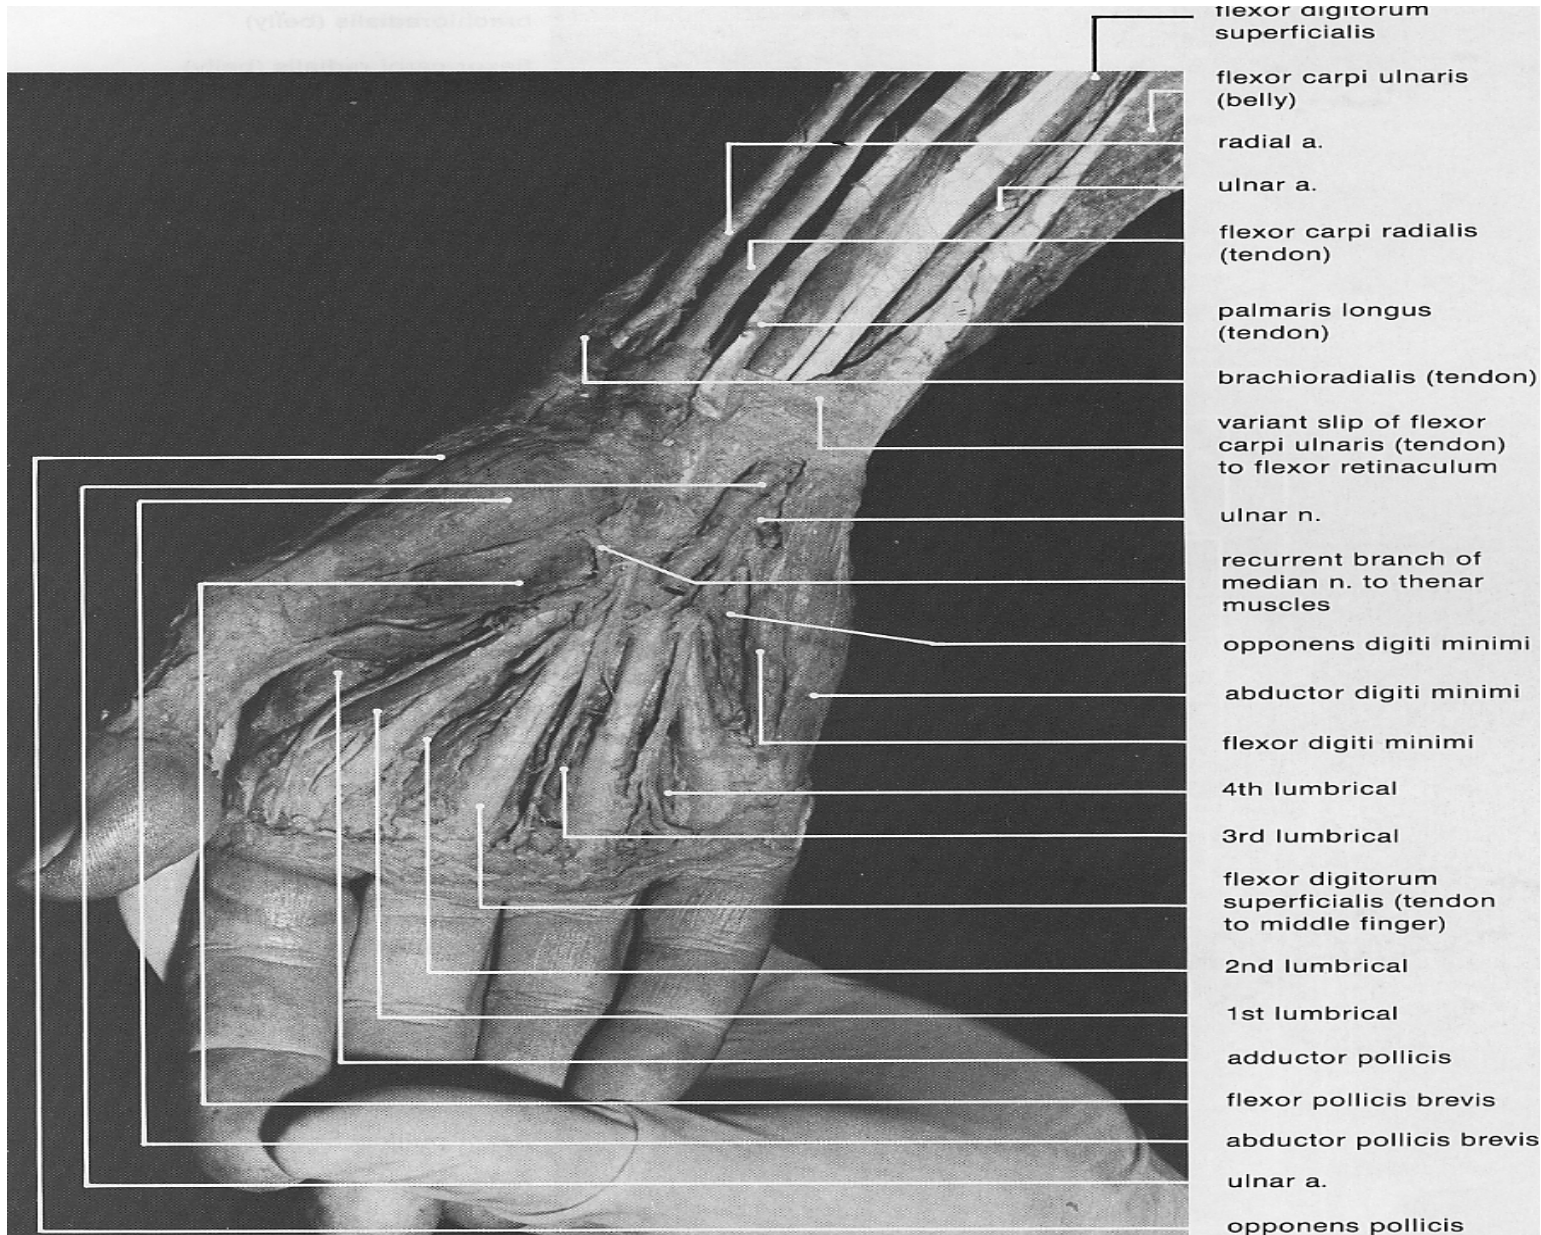 flexor digitorum
superficialis
flexor carpi ulnaris
(belly)
radial a.
ulnar a.
flexor carpi radialis
(tendon)
palmaris longus
(tendon)
brachioradialis (tendon)
variant slip of flexor
carpi ulnaris (tendon)
to flexor retinaculum
ulnar n.
recurrent branch of
median n. to thenar
muscles
opponens digiti minimi
abductor digiti minimi
flexor digiti minimi
4th lumbrical
3rd lumbrical
flexor digitorum
superficialis (tendon
to middle finger)
2nd lumbrical
1st lumbrical
adductor pollicis
flexor pollicis brevis
abductor pollicis brevis
ulnar a.
opponens pollicis